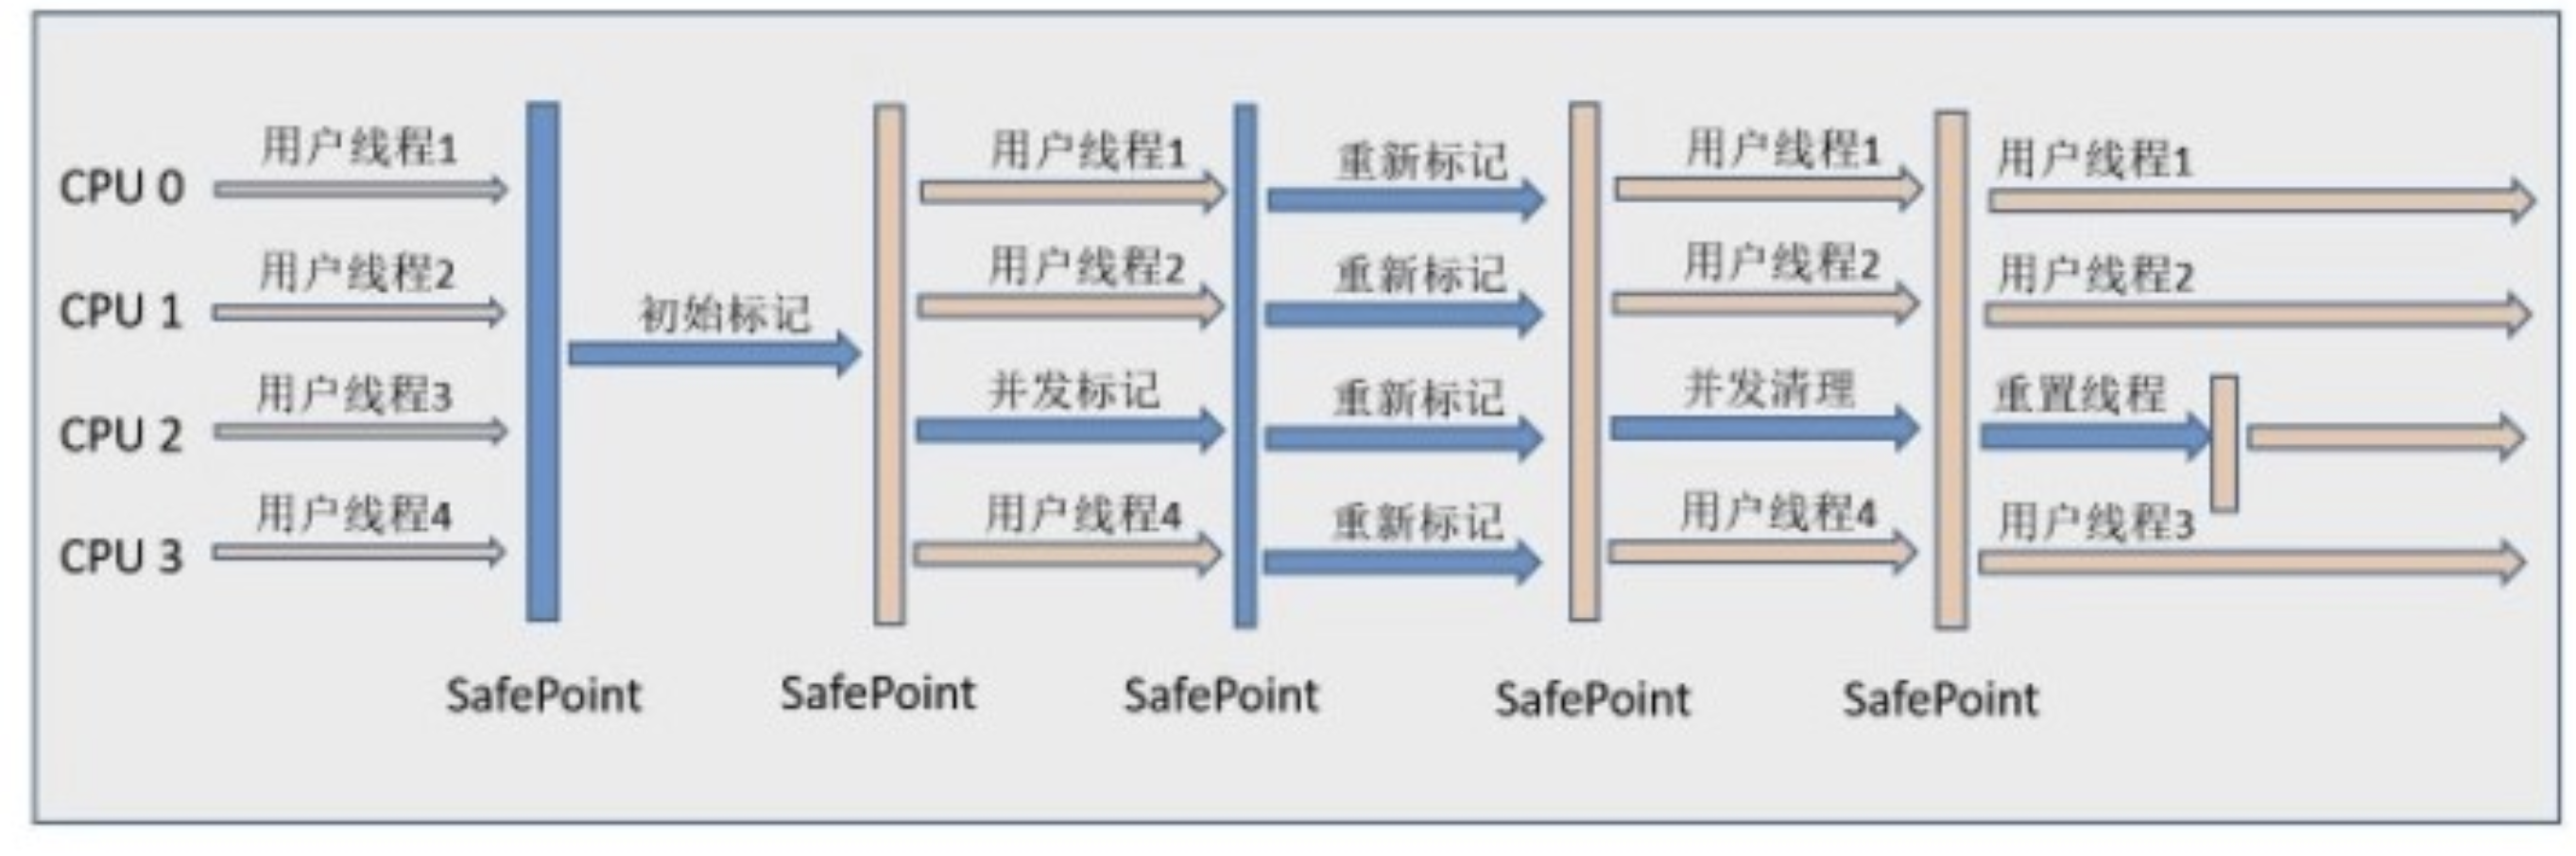 CPU 0
用户线程1
用户线程1
重新标记
用户线程1
用户线程1
CPU 1
用户线程2
初始标记
用户线程2
重新标记
用户线程2
用户线程2
CPU 2
用户线程3
并发标记
重新标记
并发清理
重置线程
CPU 3
用户线程4
用户线程4
重新标记
用户线程4
用户线程3
SafePoint
SafePoint
SafePoint
SafePoint
SafePoint